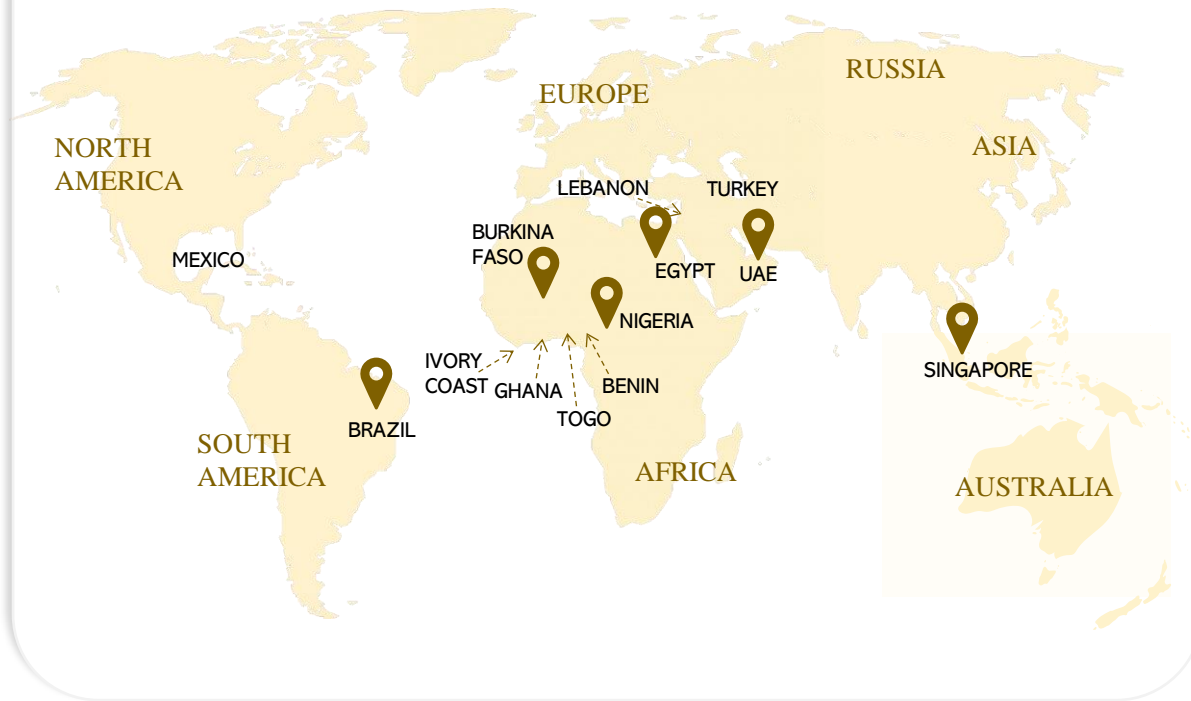 RUSSIA
EUROPE
NORTH
AMERICA
ASIA
LEBANON
TURKEY
BURKINA
FASO
MEXICO
EGYPT
UAE
NIGERIA
IVORY
COAST
GHANA
BENIN
TOGO
SINGAPORE
BRAZIL
SOUTH
AMERICA
AFRICA
AUSTRALIA